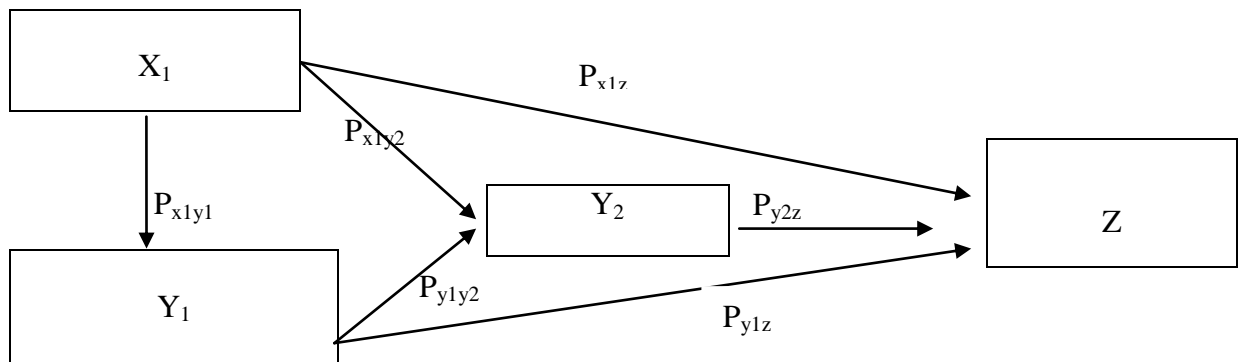 X₁
Pₓ₁z
Pₓ₁y2
Y₂
Z
Pₓ₁y1
Py2z
Py1y2
Y₁
Py1z